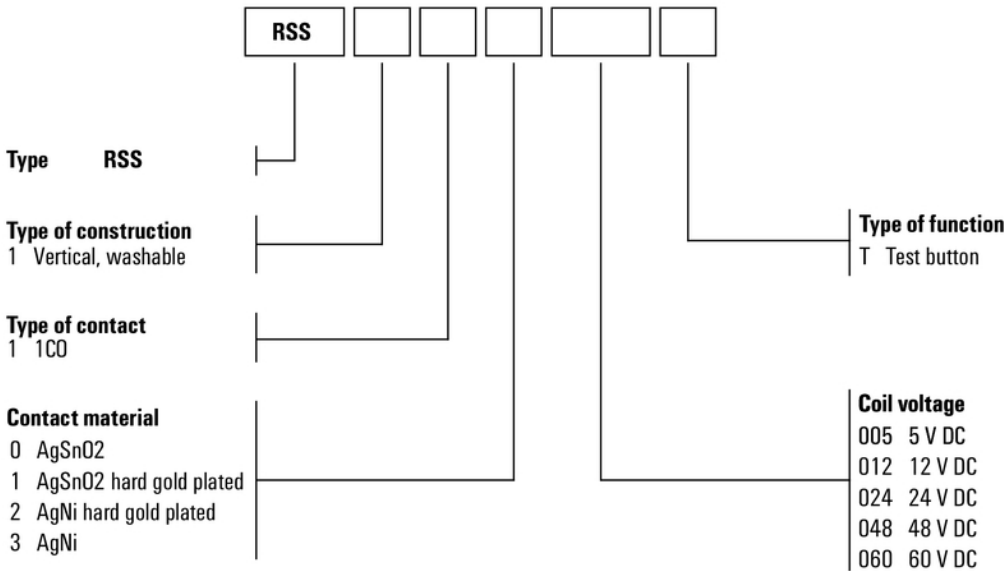 RSS
Type RSS
Type of construction
1 Vertical, washable
Type of contact
1 1CO
Contact material
0 AgSnO2
1 AgSnO2 hard gold plated
2 AgNi hard gold plated
3 AgNi
Type of function
T Test button
Coil voltage
005 5 V DC
012 12 V DC
024 24 V DC
048 48 V DC
060 60 V DC